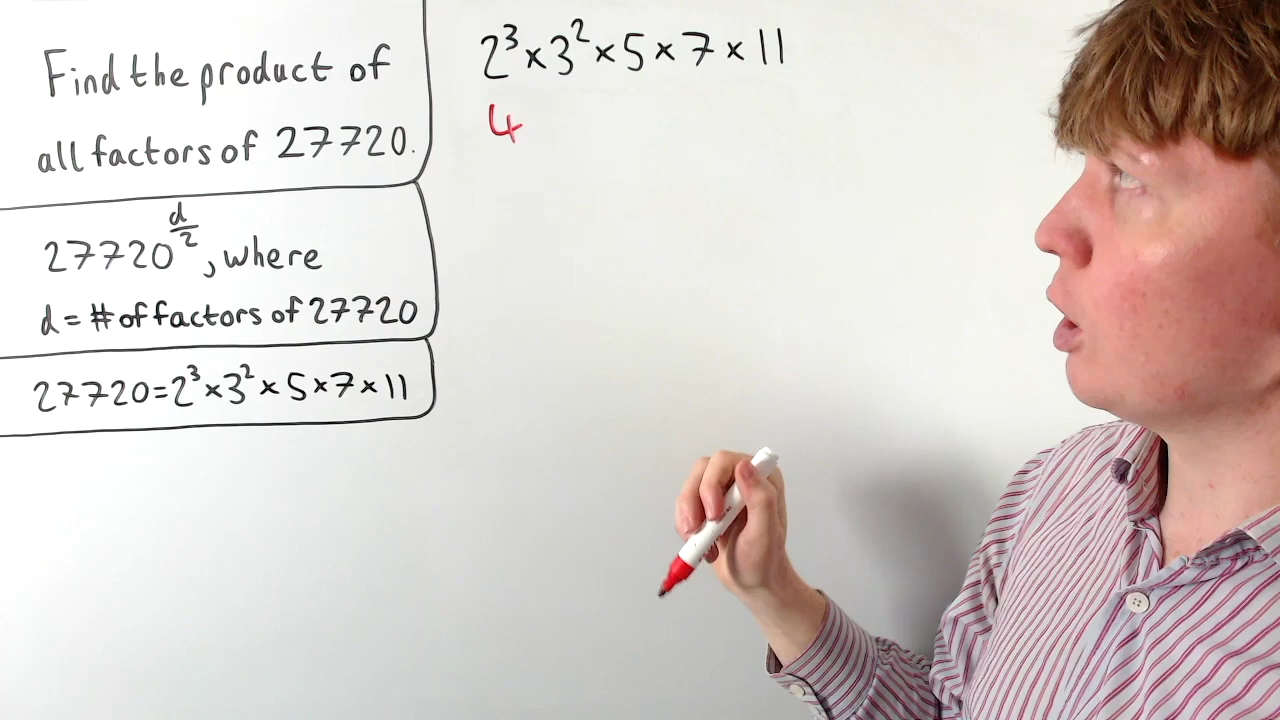 Find the product of
all factors of 27720.
27720^(d/2), where
d = # of factors of 27720
27720=2³×3²×5×7×11
2³×3²×5×7×11
4